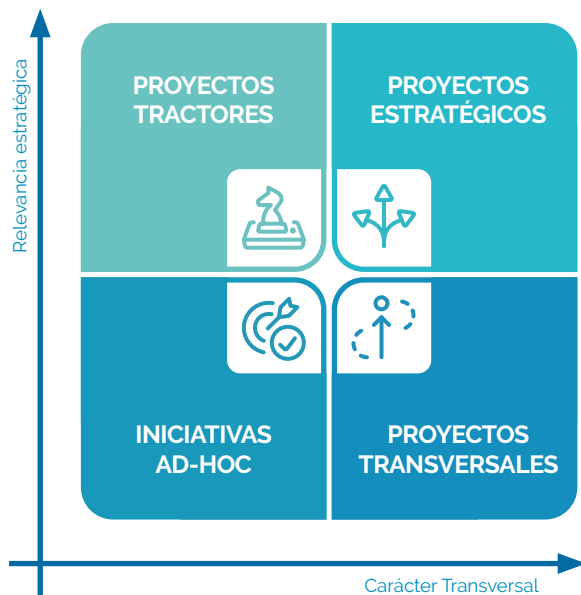 Relevancia estratégica
PROYECTOS
TRACTORES
PROYECTOS
ESTRATÉGICOS
INICIATIVAS
AD-HOC
PROYECTOS
TRANSVERSALES
Carácter Transversal